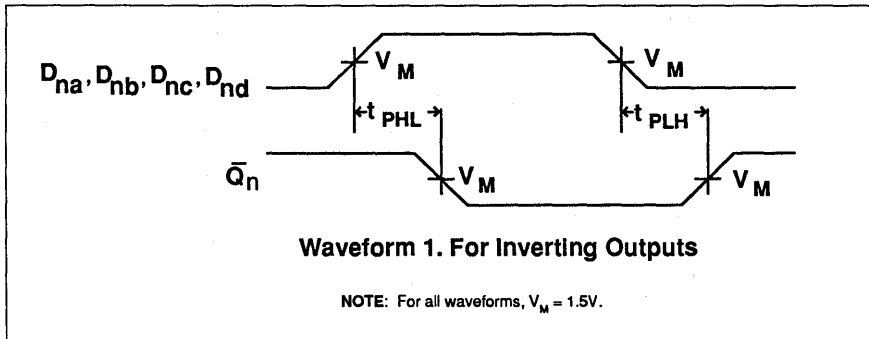 Dna, Dnb, Dnc, Dnd
VM
VM
tPHL
tPLH
Q̄n
VM
VM
Waveform 1. For Inverting Outputs
NOTE: For all waveforms, VM = 1.5V.